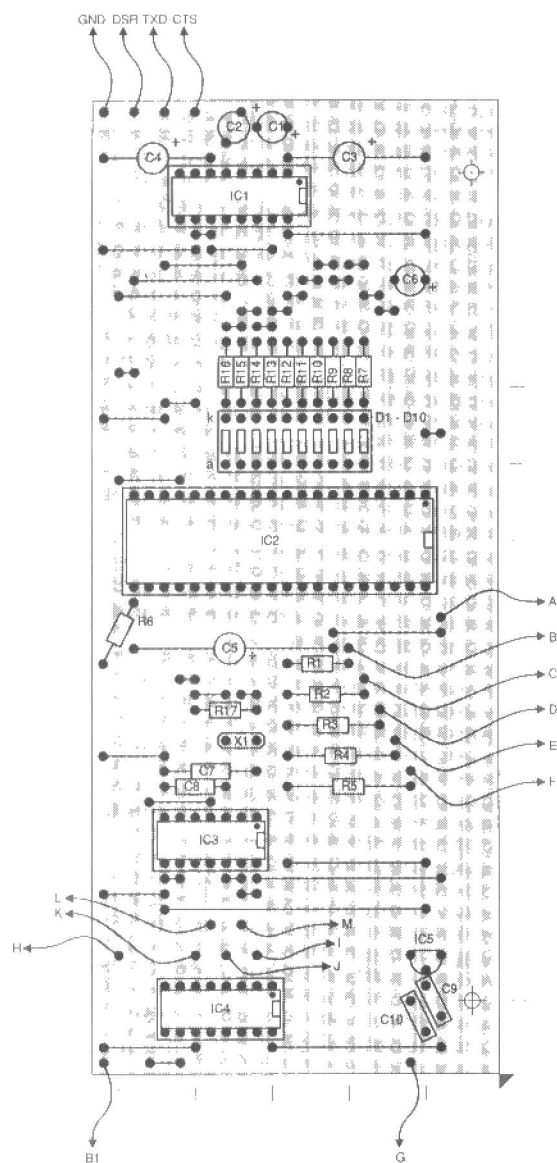 GND DSR TXD CTS
C2 C1
C4 C3
IC1
C6
R16 R15 R14 R13 R12 R11 R10 R9 R8 R7
k D1 - D10
a
IC2
A
R6
B
C5
R1
C
R2
R17 D
R3
X1 E
R4
C7 F
C8 R5
IC3
L
K M
H I IC5
J
C9
IC4 C10
B1 G